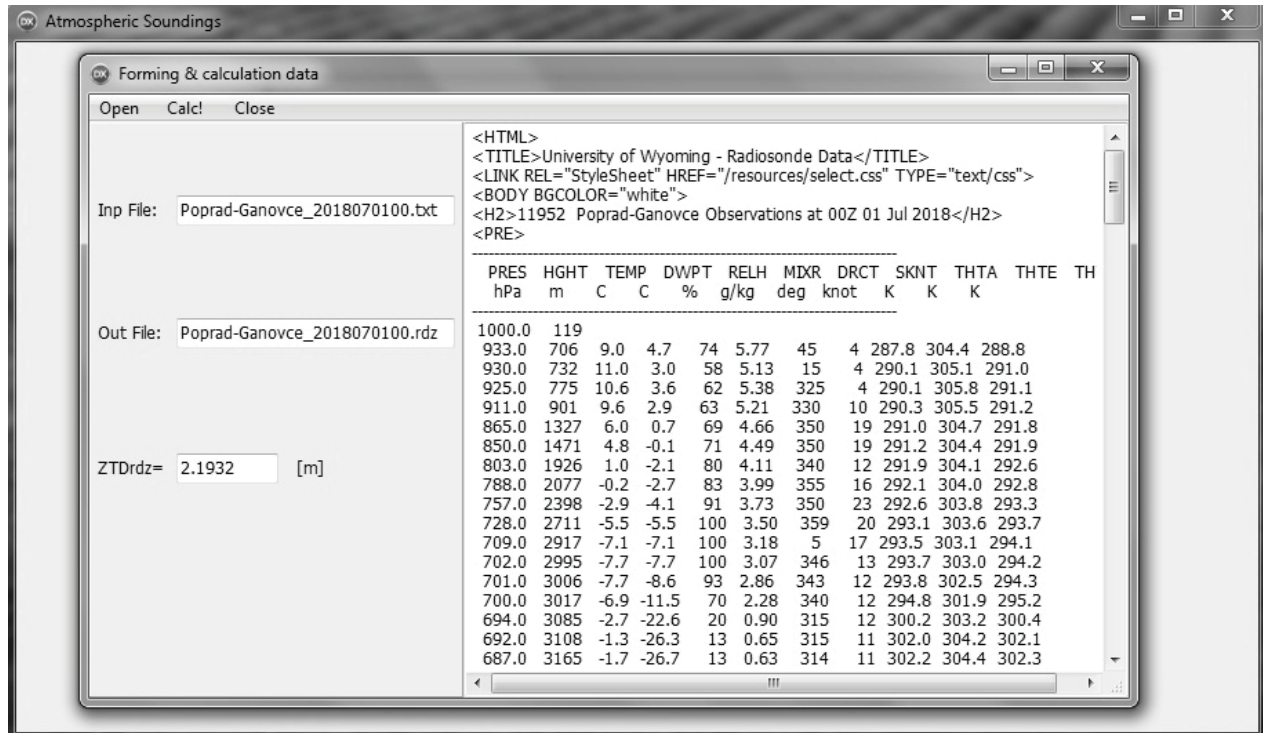 Atmospheric Soundings
Forming & calculation data
Open Calc! Close
Inp File: Poprad-Ganovce_2018070100.txt
Out File: Poprad-Ganovce_2018070100.rdz
ZTDrdz= 2.1932 [m]
<HTML>
<TITLE>University of Wyoming - Radiosonde Data</TITLE>
<LINK REL="StyleSheet" HREF="/resources/select.css" TYPE="text/css">
<BODY BGCOLOR="white">
<H2>11952 Poprad-Ganovce Observations at 00Z 01 Jul 2018</H2>
<PRE>
PRES HGHT TEMP DWPT RELH MIXR DRCT SKNT THTA THTE TH
hPa m C C % g/kg deg knot K K K
1000.0 119
933.0 706 9.0 4.7 74 5.77 45 4 287.8 304.4 288.8
930.0 732 11.0 3.0 58 5.13 15 4 290.1 305.1 291.0
925.0 775 10.6 3.6 62 5.38 325 4 290.1 305.8 291.1
911.0 901 9.6 2.9 63 5.21 330 10 290.3 305.5 291.2
865.0 1327 6.0 0.7 69 4.66 350 19 291.0 304.7 291.8
850.0 1471 4.8 -0.1 71 4.49 350 19 291.2 304.4 291.9
803.0 1926 1.0 -2.1 80 4.11 340 12 291.9 304.1 292.6
788.0 2077 -0.2 -2.7 83 3.99 355 16 292.1 304.0 292.8
757.0 2398 -2.9 -4.1 91 3.73 350 23 292.6 303.8 293.3
728.0 2711 -5.5 -5.5 100 3.50 359 20 293.1 303.6 293.7
709.0 2917 -7.1 -7.1 100 3.18 5 17 293.5 303.1 294.1
702.0 2995 -7.7 -7.7 100 3.07 346 13 293.7 303.0 294.2
701.0 3006 -7.7 -8.6 93 2.86 343 12 293.8 302.5 294.3
700.0 3017 -6.9 -11.5 70 2.28 340 12 294.8 301.9 295.2
694.0 3085 -2.7 -22.6 20 0.90 315 12 300.2 303.2 300.4
692.0 3108 -1.3 -26.3 13 0.65 315 11 302.0 304.2 302.1
687.0 3165 -1.7 -26.7 13 0.63 314 11 302.2 304.4 302.3